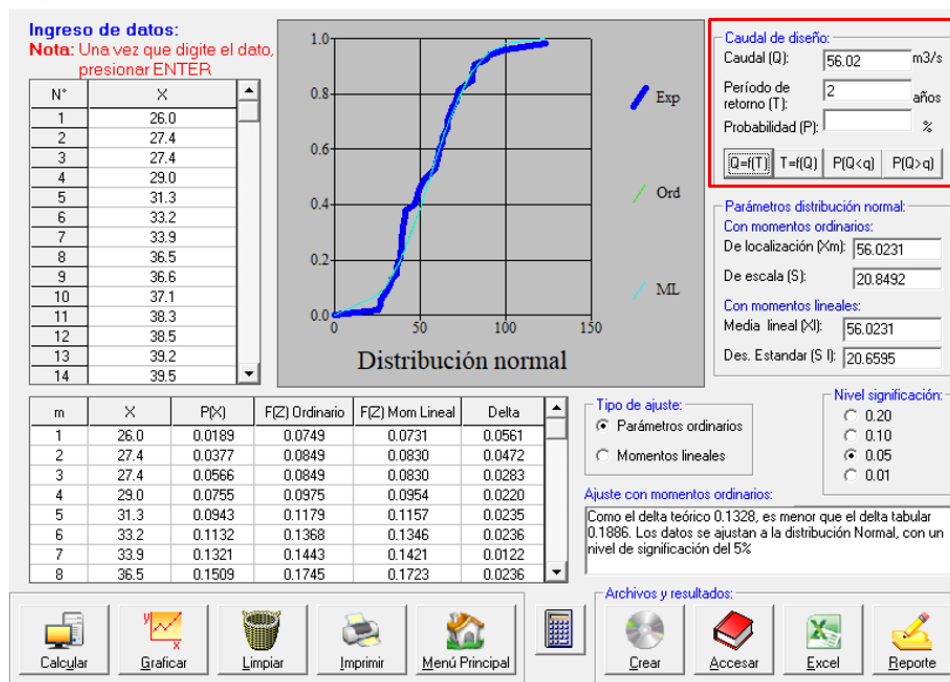 Ingreso de datos:
Nota: Una vez que digite el dato,
presionar ENTER
N° X
1 26.0
2 27.4
3 27.4
4 29.0
5 31.3
6 33.2
7 33.9
8 36.5
9 36.6
10 37.1
11 38.3
12 38.5
13 39.2
14 39.5
1.0
0.8
0.6
0.4
0.2
0.0
0 50 100 150
Exp
Ord
ML
Distribución normal
Caudal de diseño:
Caudal (Q): 56.02 m3/s
Período de
retorno (T): 2 años
Probabilidad (P): %
Q=f(T) T=f(Q) P(Q<q) P(Q>q)
Parámetros distribución normal:
Con momentos ordinarios:
De localización (Xm): 56.0231
De escala (S): 20.8492
Con momentos lineales:
Media lineal (Xl): 56.0231
Des. Estandar (S l): 20.6595
m X P(X) F(Z) Ordinario F(Z) Mom Lineal Delta
1 26.0 0.0189 0.0749 0.0731 0.0561
2 27.4 0.0377 0.0849 0.0830 0.0472
3 27.4 0.0566 0.0849 0.0830 0.0283
4 29.0 0.0755 0.0975 0.0954 0.0220
5 31.3 0.0943 0.1179 0.1157 0.0235
6 33.2 0.1132 0.1368 0.1346 0.0236
7 33.9 0.1321 0.1443 0.1421 0.0122
8 36.5 0.1509 0.1745 0.1723 0.0236
Tipo de ajuste:
Parámetros ordinarios
Momentos lineales
Nivel significación:
0.20
0.10
0.05
0.01
Ajuste con momentos ordinarios:
Como el delta teórico 0.1328, es menor que el delta tabular
0.1886. Los datos se ajustan a la distribución Normal, con un
nivel de significación del 5%
Calcular
y
x
Graficar
Limpiar
Imprimir
Menú Principal
Archivos y resultados:
Crear
Accesar
Excel
Reporte